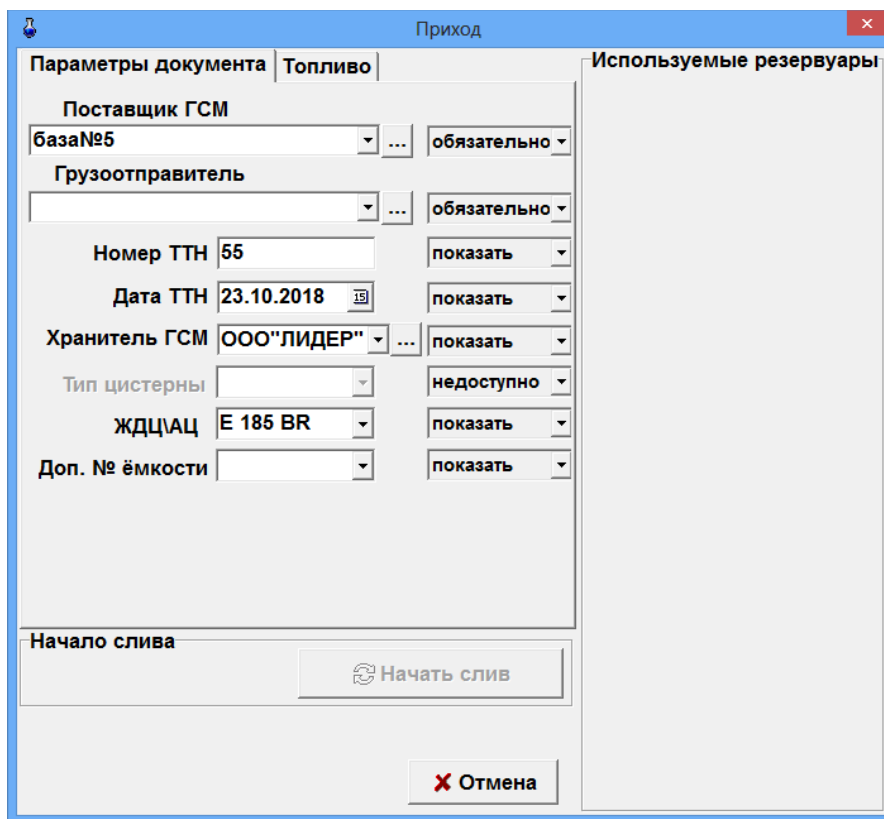 Приход
Параметры документа Топливо
Используемые резервуары
Поставщик ГСМ
база№5 ... обязательно
Грузоотправитель
... обязательно
Номер ТТН 55 показать
Дата ТТН 23.10.2018 15 показать
Хранитель ГСМ ООО"ЛИДЕР" ... показать
Тип цистерны недоступно
ЖДЦ\АЦ E 185 BR показать
Доп. № ёмкости показать
Начало слива
Начать слив
Отмена